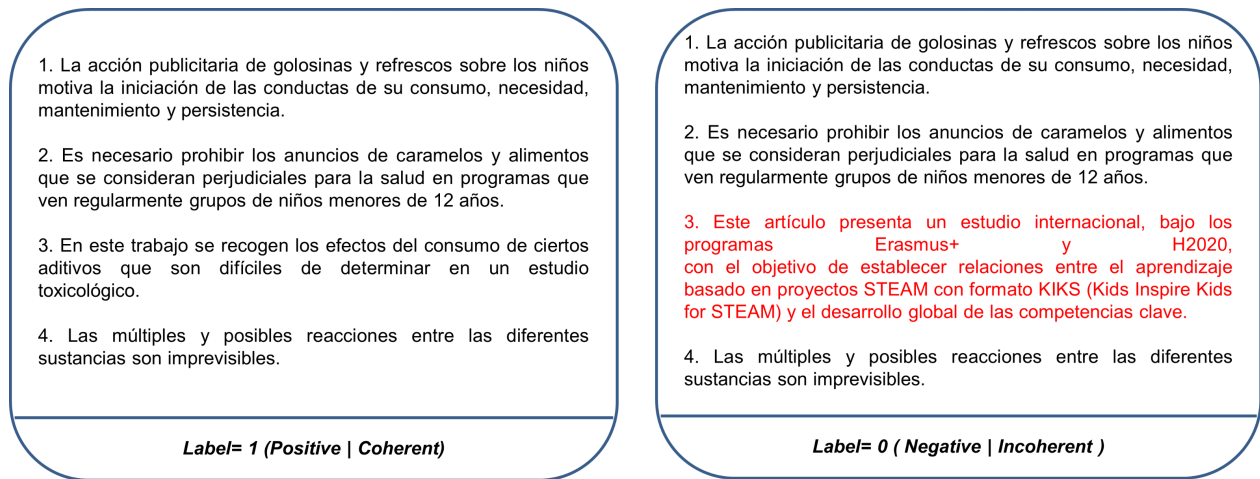 1. La acción publicitaria de golosinas y refrescos sobre los niños
motiva la iniciación de las conductas de su consumo, necesidad,
mantenimiento y persistencia.
2. Es necesario prohibir los anuncios de caramelos y alimentos
que se consideran perjudiciales para la salud en programas que
ven regularmente grupos de niños menores de 12 años.
3. En este trabajo se recogen los efectos del consumo de ciertos
aditivos que son difíciles de determinar en un estudio
toxicológico.
4. Las múltiples y posibles reacciones entre las diferentes
sustancias son imprevisibles.
Label= 1 (Positive | Coherent)
1. La acción publicitaria de golosinas y refrescos sobre los niños
motiva la iniciación de las conductas de su consumo, necesidad,
mantenimiento y persistencia.
2. Es necesario prohibir los anuncios de caramelos y alimentos
que se consideran perjudiciales para la salud en programas que
ven regularmente grupos de niños menores de 12 años.
3. Este artículo presenta un estudio internacional, bajo los
programas Erasmus+ y H2020,
con el objetivo de establecer relaciones entre el aprendizaje
basado en proyectos STEAM con formato KIKS (Kids Inspire Kids
for STEAM) y el desarrollo global de las competencias clave.
4. Las múltiples y posibles reacciones entre las diferentes
sustancias son imprevisibles.
Label= 0 ( Negative | Incoherent )